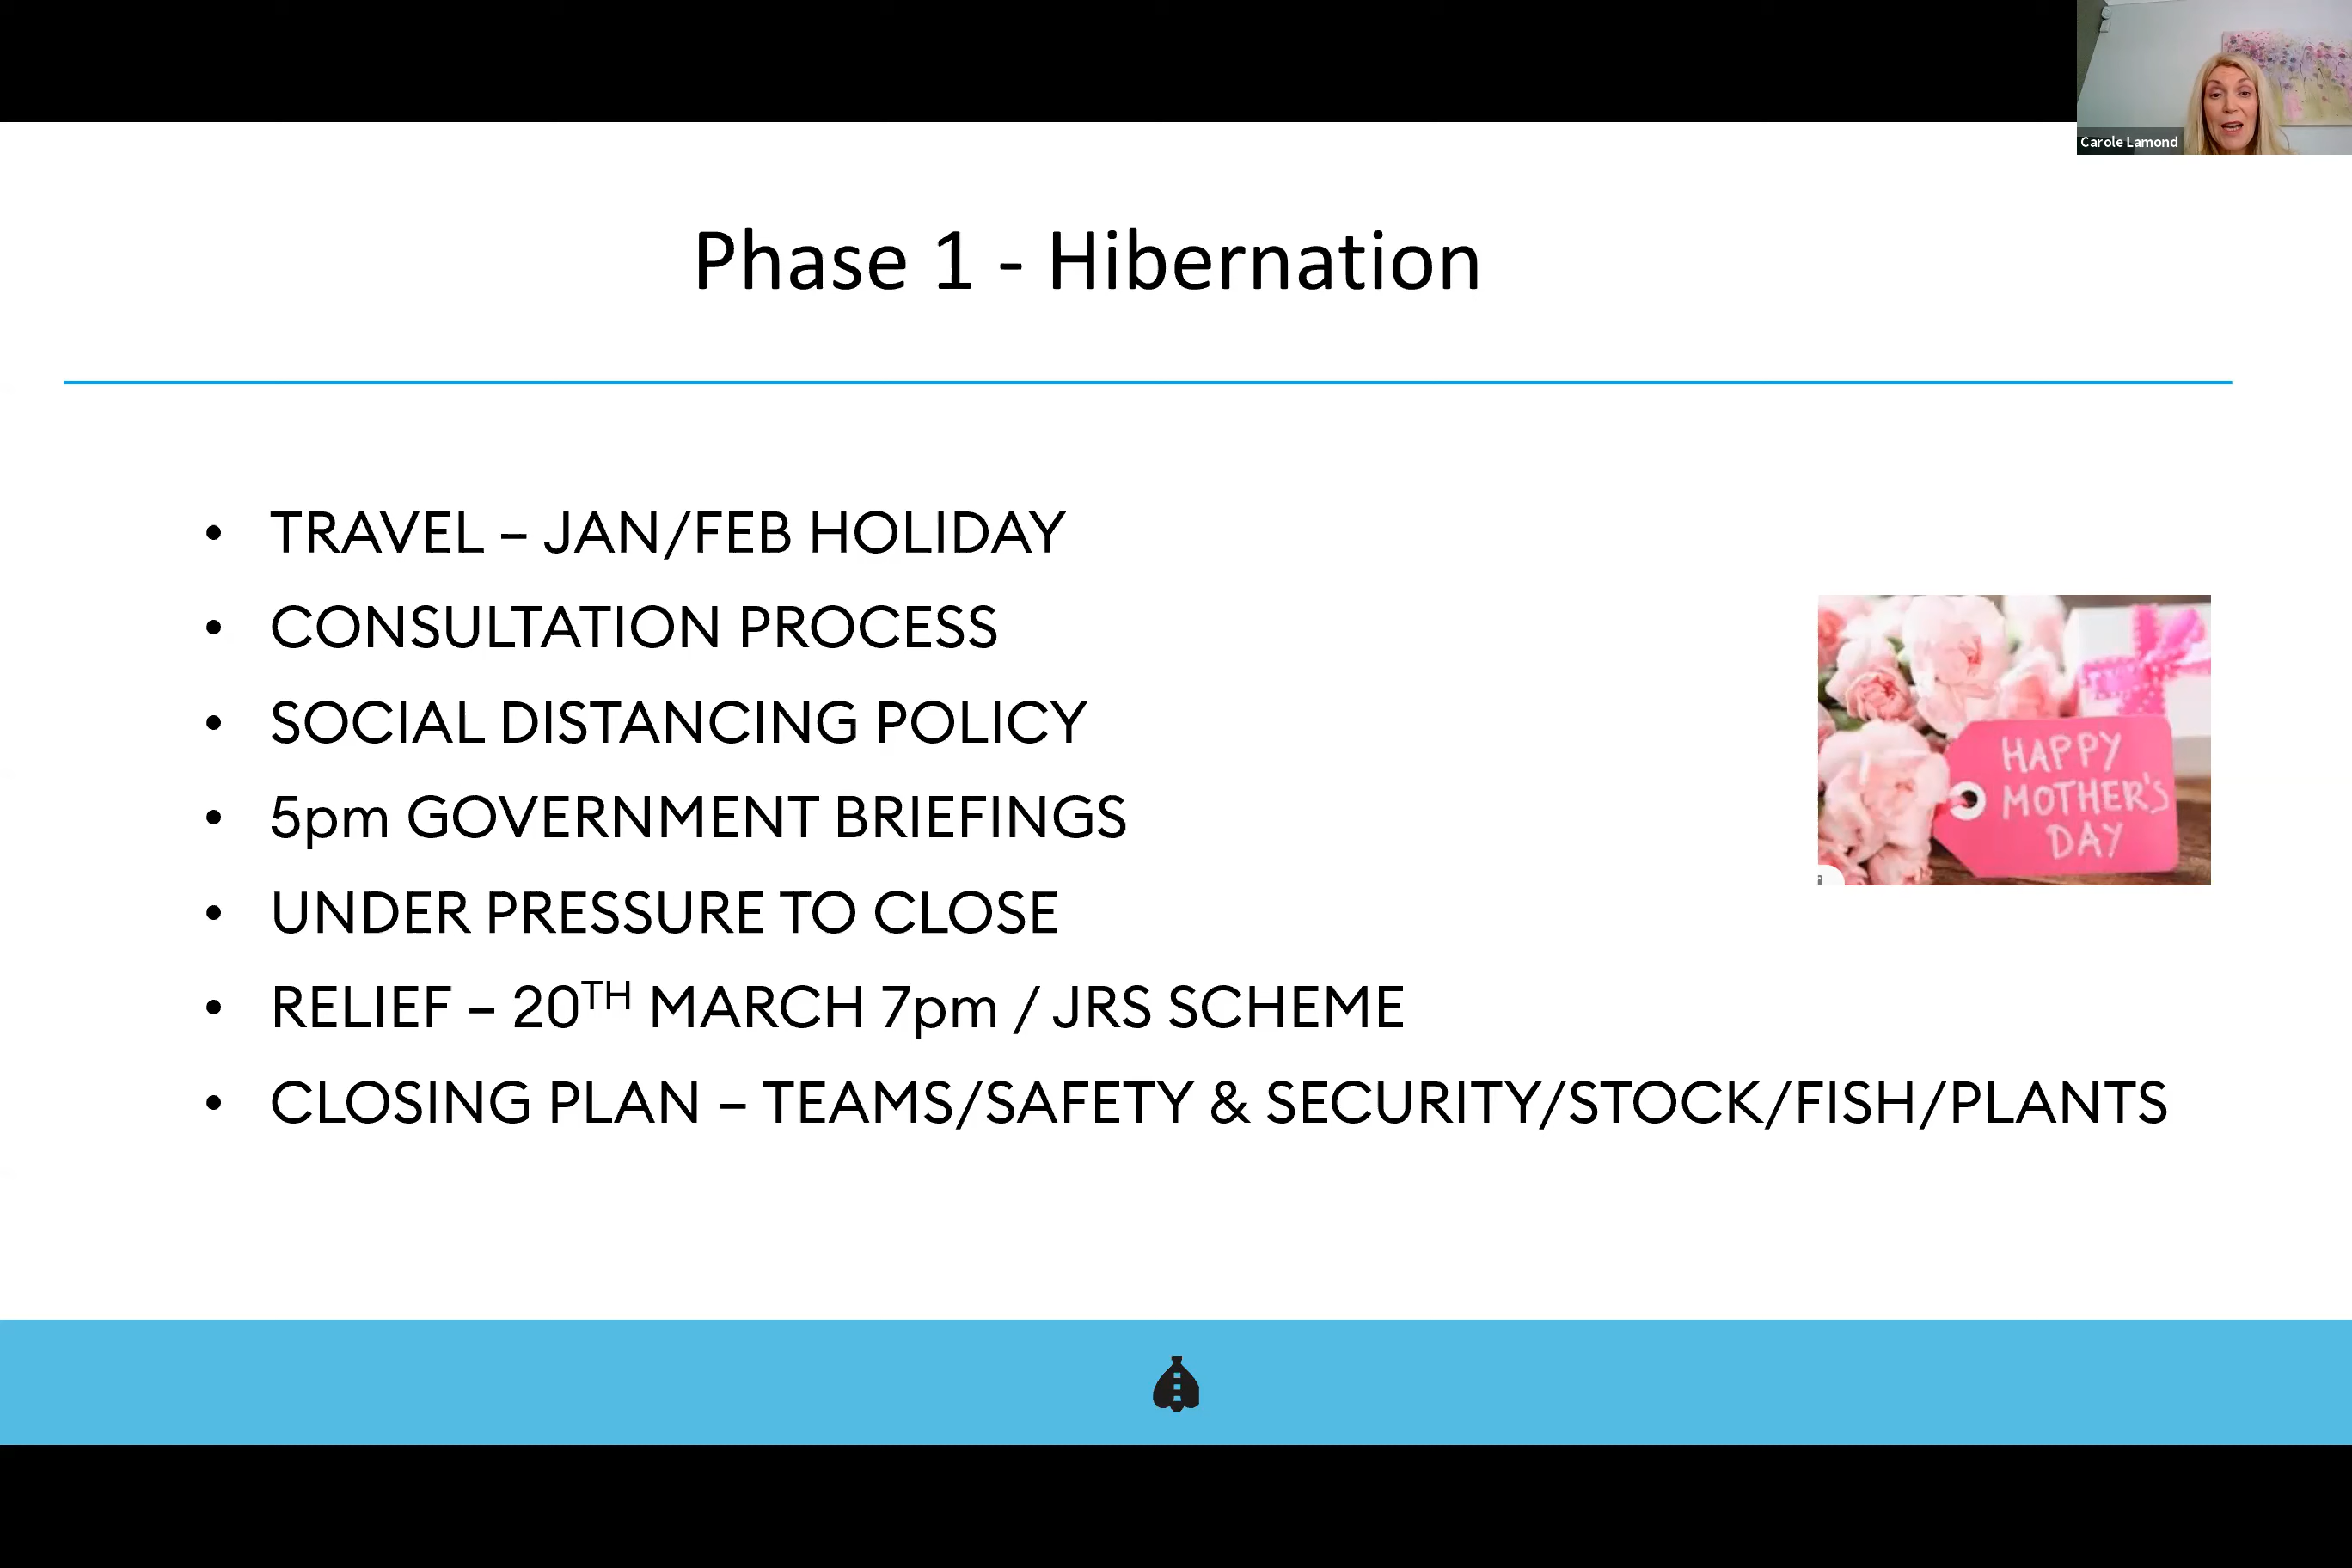 Carole Lamond
Phase 1 - Hibernation
• TRAVEL – JAN/FEB HOLIDAY
• CONSULTATION PROCESS
• SOCIAL DISTANCING POLICY
• 5pm GOVERNMENT BRIEFINGS
• UNDER PRESSURE TO CLOSE
• RELIEF – 20TH MARCH 7pm / JRS SCHEME
• CLOSING PLAN – TEAMS/SAFETY & SECURITY/STOCK/FISH/PLANTS
HAPPY
MOTHER'S
DAY